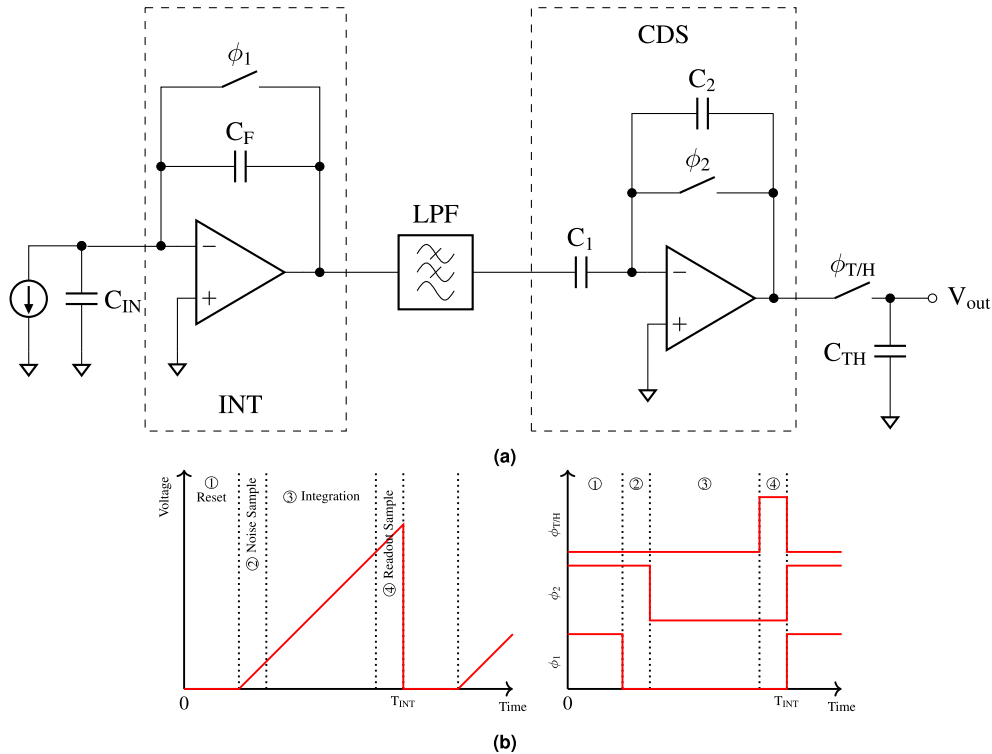 CDS
ϕ1
C2
CF
ϕ2
LPF
C1
− −
ϕT/H
CIN
+
Vout
+
CTH
INT
(a)
Voltage
① Reset
② Noise Sample
③ Integration
④ Readout Sample
0
TINT
Time
① ② ③ ④
ϕT/H
ϕ2
ϕ1
0
TINT
Time
(b)